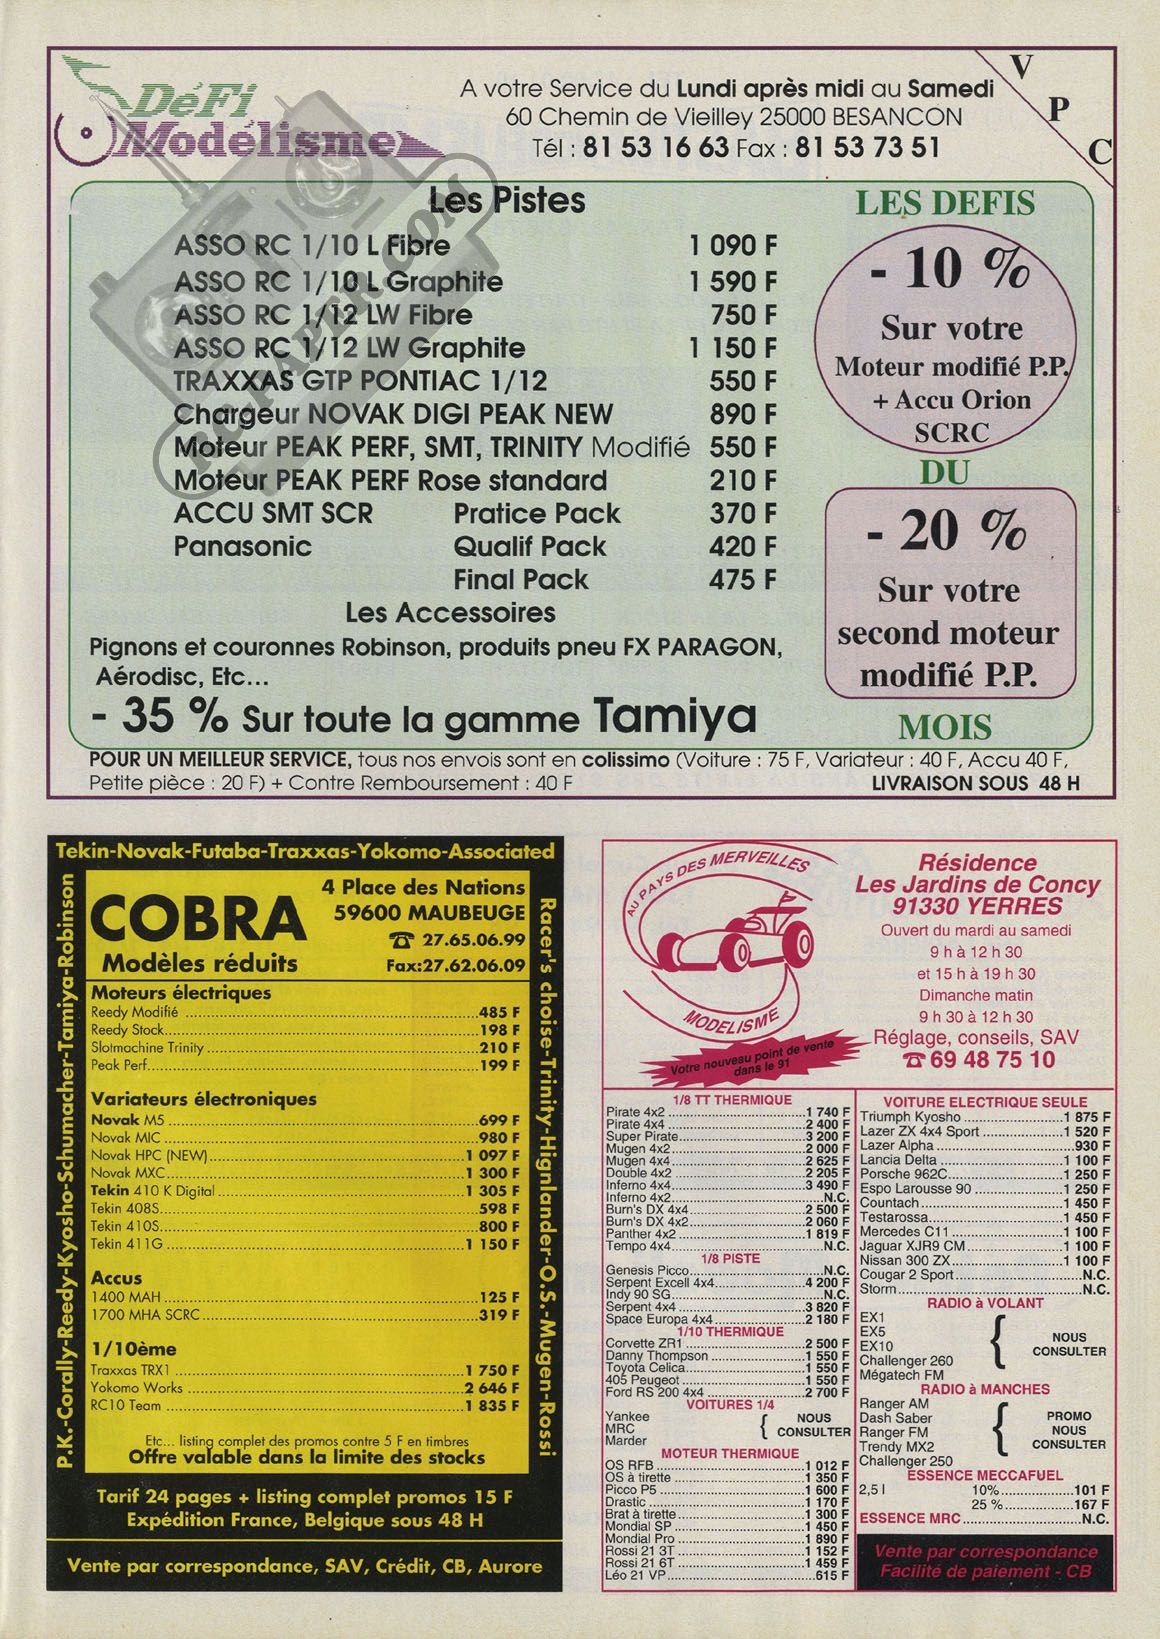 DéFi
Modélisme
A votre Service du Lundi après midi au Samedi
60 Chemin de Vieilley 25000 BESANCON
Tél : 81 53 16 63 Fax : 81 53 73 51
V
P
C
RCPAPER.COM
Les Pistes
ASSO RC 1/10 L Fibre 1 090 F
ASSO RC 1/10 L Graphite 1 590 F
ASSO RC 1/12 LW Fibre 750 F
ASSO RC 1/12 LW Graphite 1 150 F
TRAXXAS GTP PONTIAC 1/12 550 F
Chargeur NOVAK DIGI PEAK NEW 890 F
Moteur PEAK PERF, SMT, TRINITY Modifié 550 F
Moteur PEAK PERF Rose standard 210 F
ACCU SMT SCR Pratice Pack 370 F
Panasonic Qualif Pack 420 F
Final Pack 475 F
Les Accessoires
Pignons et couronnes Robinson, produits pneu FX PARAGON,
Aérodisc, Etc...
- 35 % Sur toute la gamme Tamiya
LES DEFIS
- 10 %
Sur votre
Moteur modifié P.P.
+ Accu Orion
SCRC
DU
- 20 %
Sur votre
second moteur
modifié P.P.
MOIS
POUR UN MEILLEUR SERVICE, tous nos envois sont en colissimo (Voiture : 75 F, Variateur : 40 F, Accu 40 F,
Petite pièce : 20 F) + Contre Remboursement : 40 F LIVRAISON SOUS 48 H
Tekin-Novak-Futaba-Traxxas-Yokomo-Associated
P.K.-Corally-Reedy-Kyosho-Schumacher-Tamiya-Robinson
Racer's choise-Trinity-Hignlander-O.S.-Mugen-Rossi
COBRA
Modèles réduits
4 Place des Nations
59600 MAUBEUGE
☎ 27.65.06.99
Fax:27.62.06.09
Moteurs électriques
Reedy Modifié ...485 F
Reedy Stock...198 F
Slotmachine Trinity...210 F
Peak Perf...199 F
Variateurs électroniques
Novak M5 ...699 F
Novak MIC ...980 F
Novak HPC (NEW)...1 097 F
Novak MXC...1 300 F
Tekin 410 K Digital...1 305 F
Tekin 408S...598 F
Tekin 410S...800 F
Tekin 411G ...1 150 F
Accus
1400 MAH ...125 F
1700 MHA SCRC ...319 F
1/10ème
Traxxas TRX1 ...1 750 F
Yokomo Works ...2 646 F
RC10 Team ...1 835 F
Etc... listing complet des promos contre 5 F en timbres
Offre valable dans la limite des stocks
Tarif 24 pages + listing complet promos 15 F
Expédition France, Belgique sous 48 H
Vente par correspondance, SAV, Crédit, CB, Aurore
AU PAYS DES MERVEILLES
MODELISME
Votre nouveau point de vente
dans le 91
Résidence
Les Jardins de Concy
91330 YERRES
Ouvert du mardi au samedi
9 h à 12 h 30
et 15 h à 19 h 30
Dimanche matin
9 h 30 à 12 h 30
Réglage, conseils, SAV
☎ 69 48 75 10
1/8 TT THERMIQUE
Pirate 4x2 ...1 740 F
Pirate 4x4 ...2 400 F
Super Pirate...3 200 F
Mugen 4x2...2 000 F
Mugen 4x4...2 625 F
Double 4x2 ...2 205 F
Inferno 4x4...3 490 F
Inferno 4x2...N.C.
Burn's DX 4x4...2 500 F
Burn's DX 4x2...2 060 F
Panther 4x2 ...1 819 F
Tempo 4x4...N.C.
1/8 PISTE
Genesis Picco...N.C.
Serpent Excell 4x4...4 200 F
Indy 90 SG...N.C.
Serpent 4x4 ...3 820 F
Space Europa 4x4...2 180 F
1/10 THERMIQUE
Corvette ZR1 ...2 500 F
Danny Thompson ...1 550 F
Toyota Celica...1 550 F
405 Peugeot ...1 550 F
Ford RS 200 4x4 ...2 700 F
VOITURES 1/4
Yankee
MRC
Marder
NOUS
CONSULTER
MOTEUR THERMIQUE
OS RFB ...1 012 F
OS à tirette ...1 350 F
Picco P5 ...1 600 F
Drastic ...1 170 F
Brat à tirette...1 300 F
Mondial SP ...1 450 F
Mondial Pro ...1 890 F
Rossi 21 3T ...1 152 F
Rossi 21 6T ...1 459 F
Léo 21 VP...615 F
VOITURE ELECTRIQUE SEULE
Triumph Kyosho...1 875 F
Lazer ZX 4x4 Sport ...1 520 F
Lazer Alpha...930 F
Lancia Delta ...1 100 F
Porsche 962C...1 250 F
Espo Larousse 90 ...1 250 F
Countach...1 450 F
Testarossa...1 450 F
Mercedes C11 ...1 100 F
Jaguar XJR9 CM...1 100 F
Nissan 300 ZX...1 100 F
Cougar 2 Sport...N.C.
Storm...N.C.
RADIO à VOLANT
EX1
EX5
EX10
Challenger 260
Mégatech FM
NOUS
CONSULTER
RADIO à MANCHES
Ranger AM
Dash Saber
Ranger FM
Trendy MX2
Challenger 250
PROMO
NOUS
CONSULTER
ESSENCE MECCAFUEL
2,5 l 10%...101 F
25 %...167 F
ESSENCE MRC...N.C.
Vente par correspondance
Facilité de paiement - CB